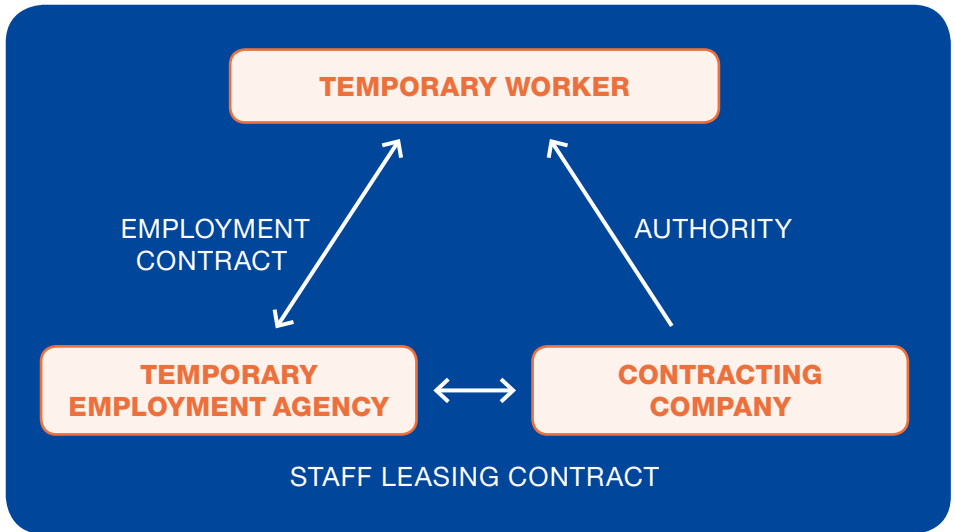 TEMPORARY WORKER
EMPLOYMENT
CONTRACT
AUTHORITY
TEMPORARY
EMPLOYMENT AGENCY
CONTRACTING
COMPANY
STAFF LEASING CONTRACT